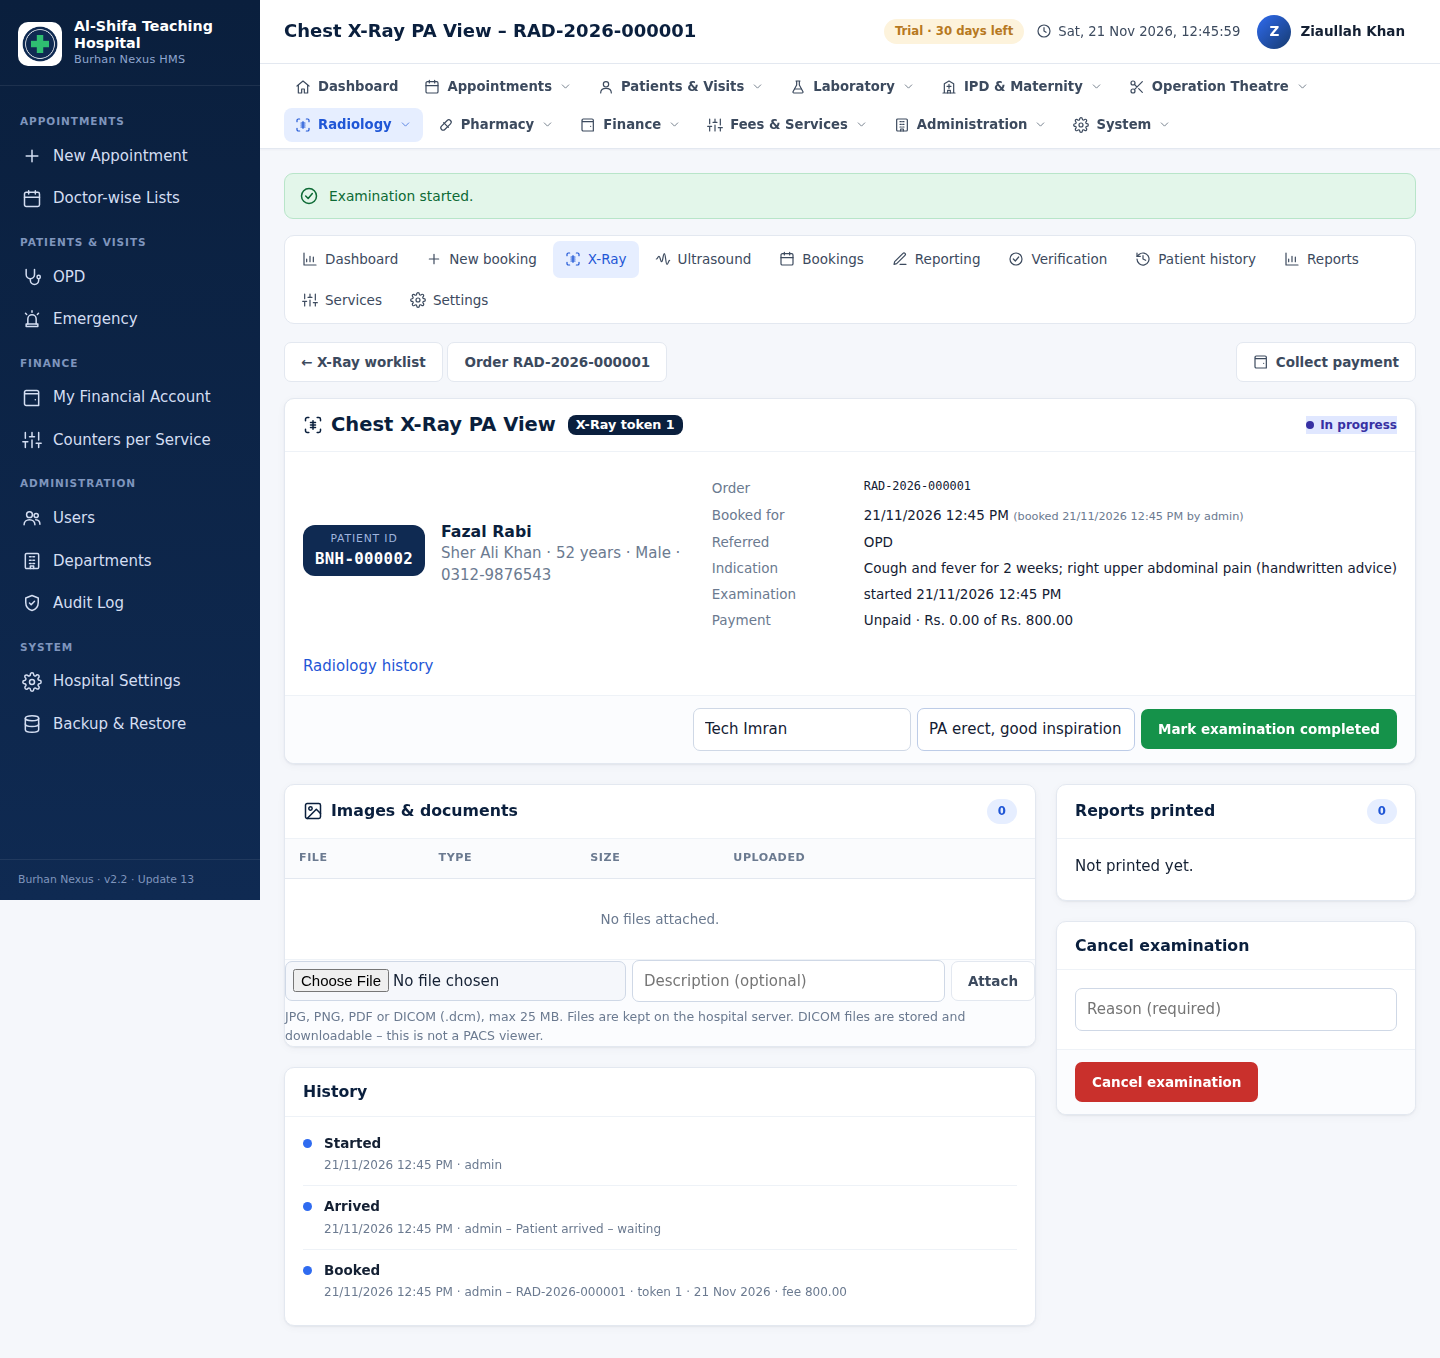 Al-Shifa Teaching
Hospital
Burhan Nexus HMS
APPOINTMENTS
New Appointment
Doctor-wise Lists
PATIENTS & VISITS
OPD
Emergency
FINANCE
My Financial Account
Counters per Service
ADMINISTRATION
Users
Departments
Audit Log
SYSTEM
Hospital Settings
Backup & Restore
Burhan Nexus · v2.2 · Update 13
Chest X-Ray PA View – RAD-2026-000001
Trial · 30 days left
Sat, 21 Nov 2026, 12:45:59
Z
Ziaullah Khan
Dashboard Appointments Patients & Visits Laboratory IPD & Maternity Operation Theatre
Radiology Pharmacy Finance Fees & Services Administration System
Examination started.
Dashboard New booking X-Ray Ultrasound Bookings Reporting Verification Patient history Reports
Services Settings
← X-Ray worklist Order RAD-2026-000001 Collect payment
Chest X-Ray PA View X-Ray token 1 In progress
PATIENT ID
BNH-000002
Fazal Rabi
Sher Ali Khan · 52 years · Male ·
0312-9876543
Order RAD-2026-000001
Booked for 21/11/2026 12:45 PM (booked 21/11/2026 12:45 PM by admin)
Referred OPD
Indication Cough and fever for 2 weeks; right upper abdominal pain (handwritten advice)
Examination started 21/11/2026 12:45 PM
Payment Unpaid · Rs. 0.00 of Rs. 800.00
Radiology history
Tech Imran PA erect, good inspiration Mark examination completed
Images & documents 0
FILE TYPE SIZE UPLOADED
No files attached.
Choose File No file chosen Description (optional) Attach
JPG, PNG, PDF or DICOM (.dcm), max 25 MB. Files are kept on the hospital server. DICOM files are stored and
downloadable – this is not a PACS viewer.
History
Started
21/11/2026 12:45 PM · admin
Arrived
21/11/2026 12:45 PM · admin – Patient arrived – waiting
Booked
21/11/2026 12:45 PM · admin – RAD-2026-000001 · token 1 · 21 Nov 2026 · fee 800.00
Reports printed 0
Not printed yet.
Cancel examination
Reason (required)
Cancel examination